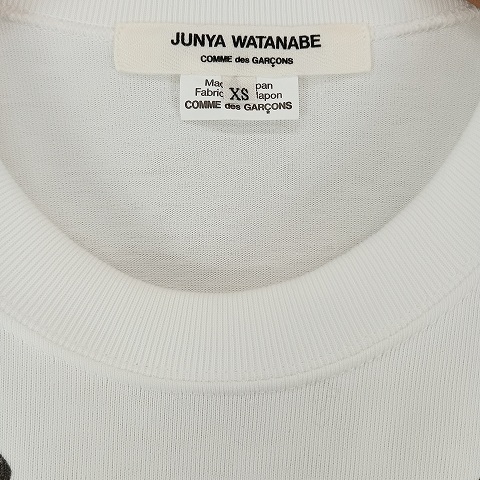 JUNYA WATANABE
COMME des GARÇONS
XS
COMME des GARÇONS